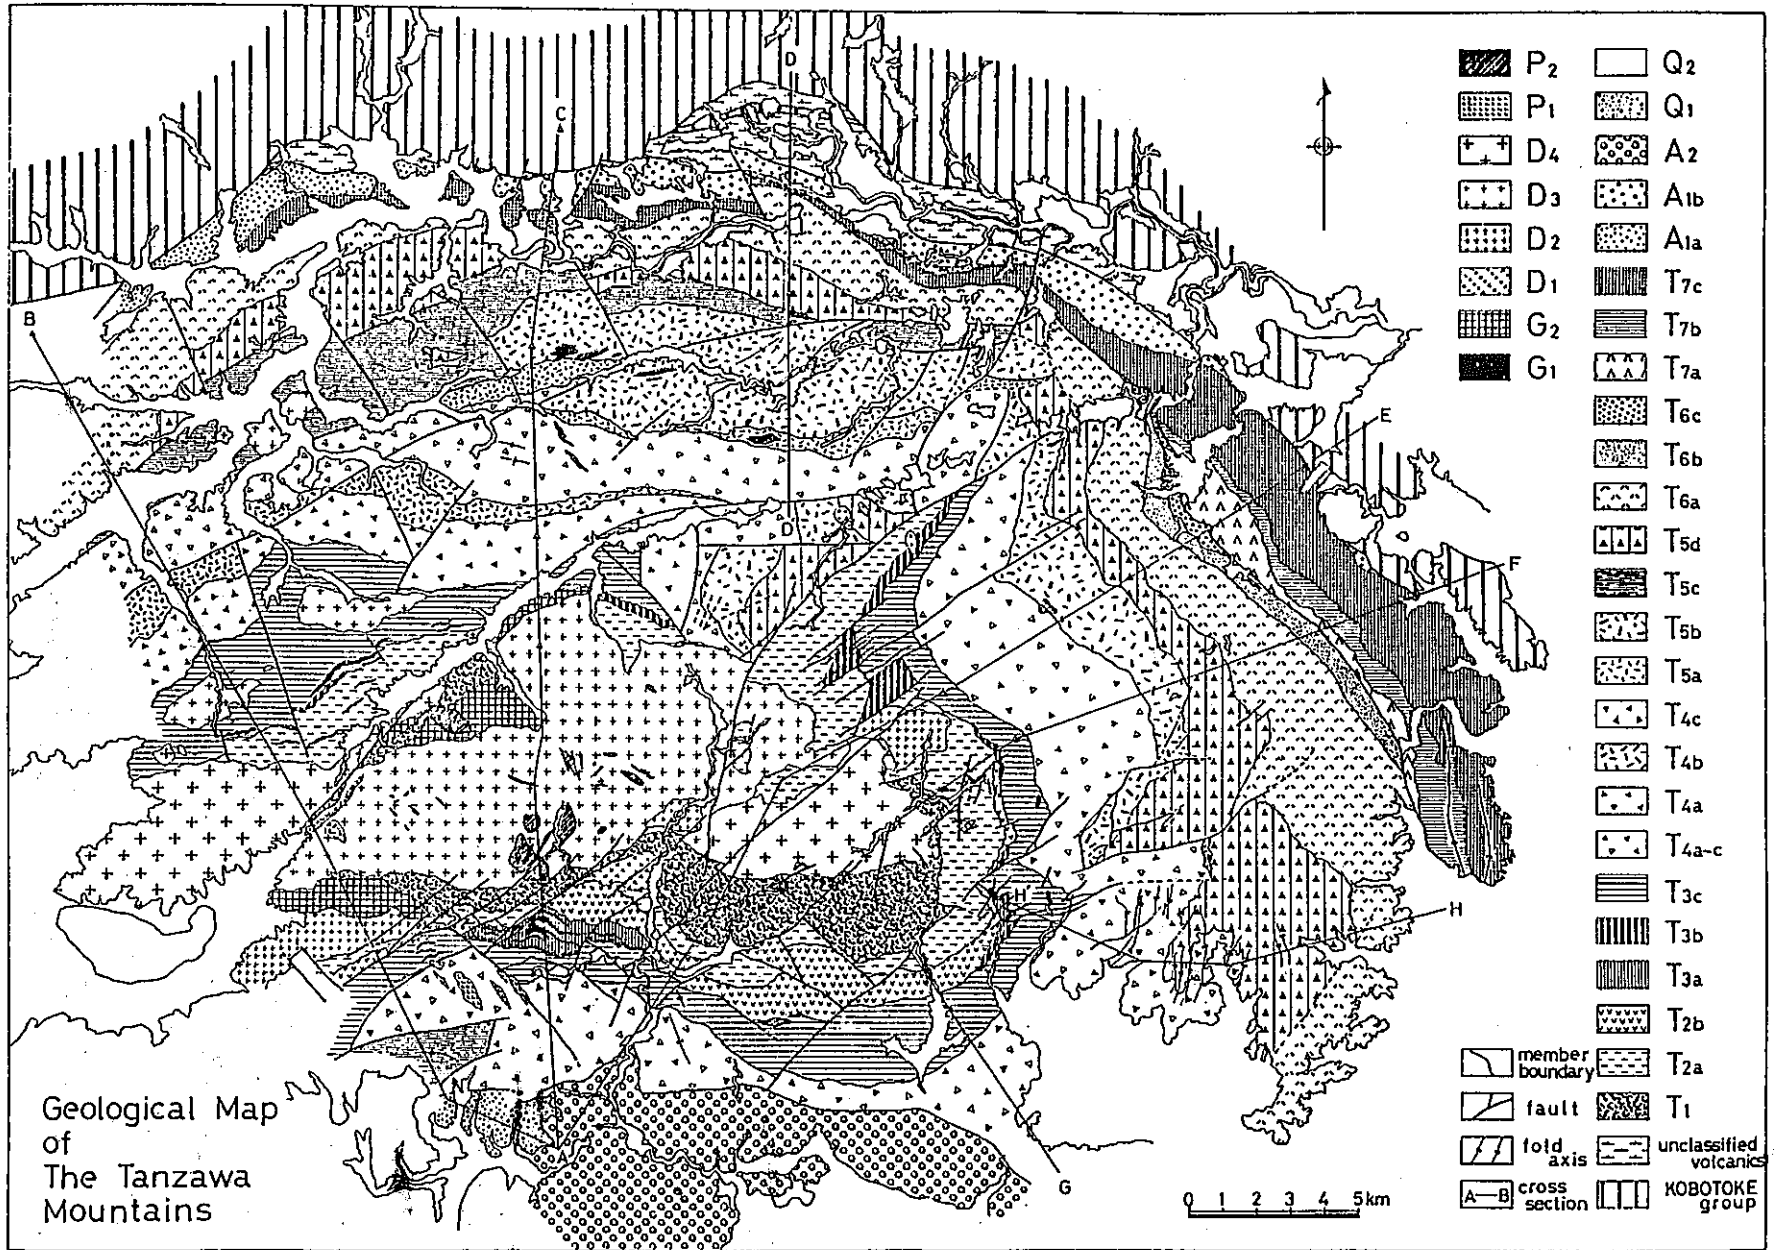 Geological Map
of
The Tanzawa
Mountains
P2
P1
D4
D3
D2
D1
G2
G1
Q2
Q1
A2
A1b
A1a
T7c
T7b
T7a
T6c
T6b
T6a
T5d
T5c
T5b
T5a
T4c
T4b
T4a
T4a-c
T3c
T3b
T3a
T2b
T2a
T1
unclassified
volcanics
KOBOTOKE
group
member
boundary
fault
fold
axis
A—B cross
section
0 1 2 3 4 5km
B
C
D
D
E
F
H
H
A
G